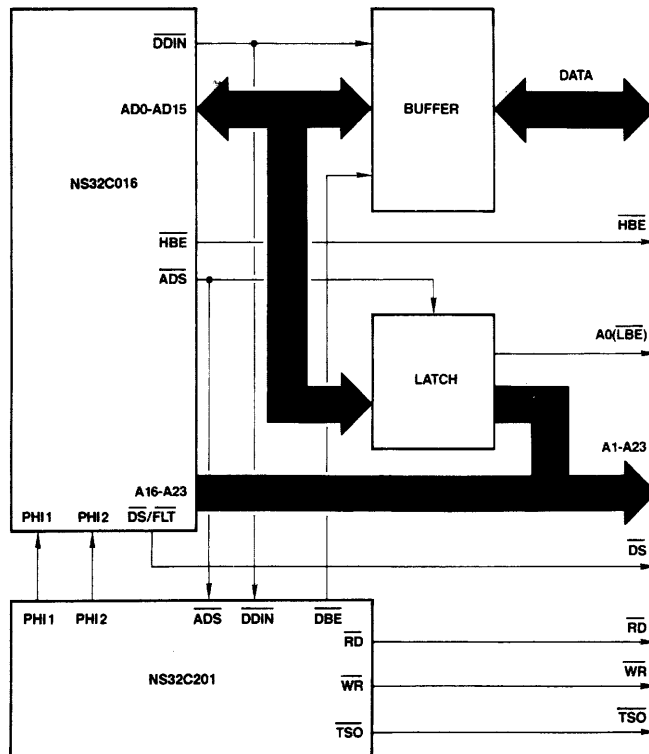 DDIN
DATA
AD0-AD15
BUFFER
NS32C016
HBE
HBE
ADS
A0(LBE)
LATCH
A1-A23
A16-A23
PHI1 PHI2 DS/FLT
DS
PHI1 PHI2 ADS DDIN DBE
RD
RD
NS32C201
WR
WR
TSO
TSO